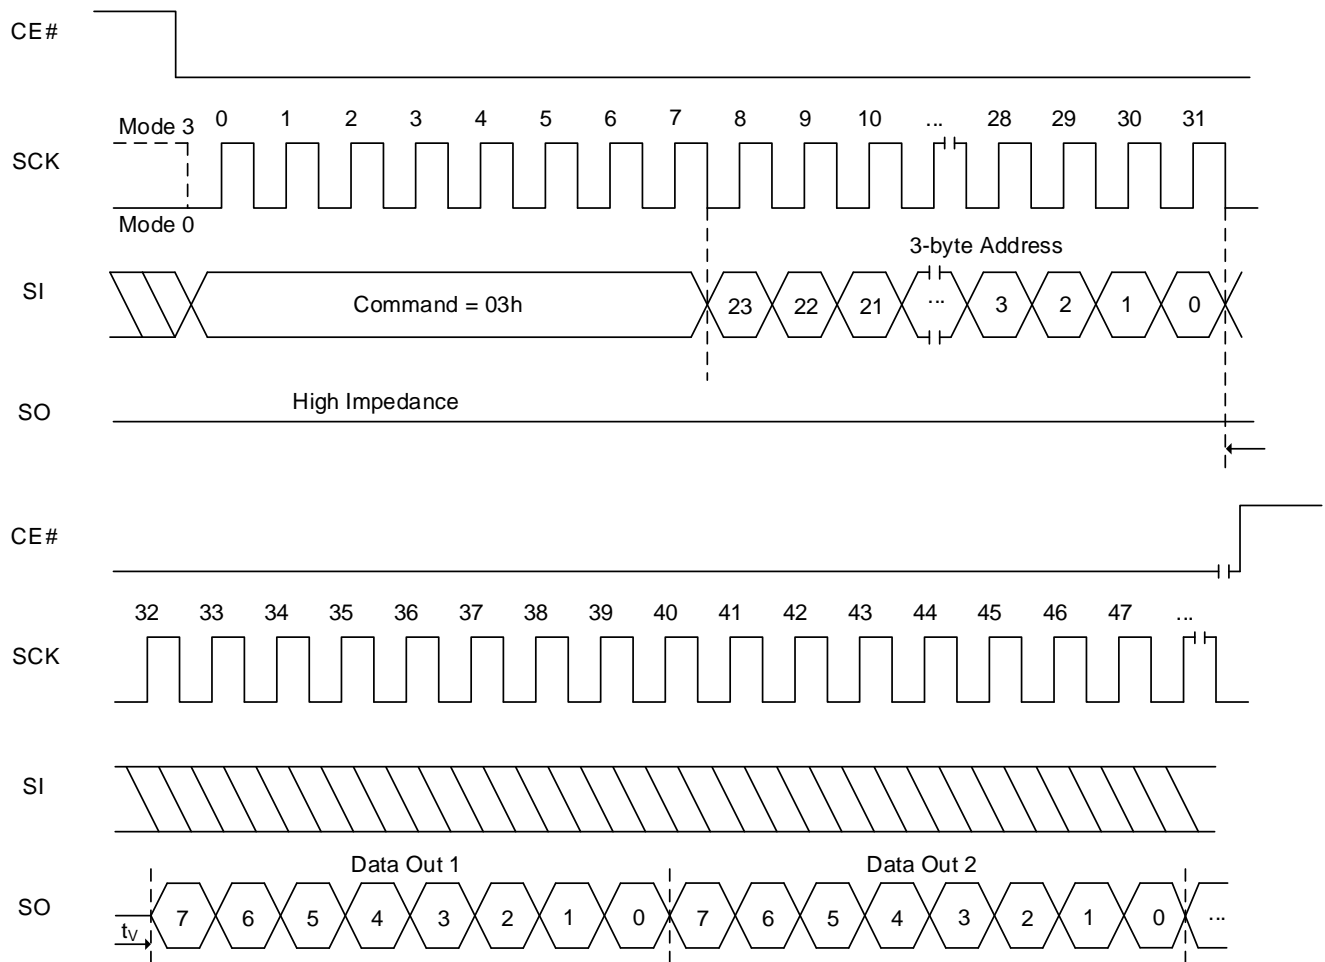 CE#
Mode 3 0 1 2 3 4 5 6 7 8 9 10 ... 28 29 30 31
SCK
Mode 0
3-byte Address
SI Command = 03h 23 22 21 ... 3 2 1 0
High Impedance
SO
CE#
32 33 34 35 36 37 38 39 40 41 42 43 44 45 46 47 ...
SCK
SI
Data Out 1 Data Out 2
SO 7 6 5 4 3 2 1 0 7 6 5 4 3 2 1 0 ...
tV